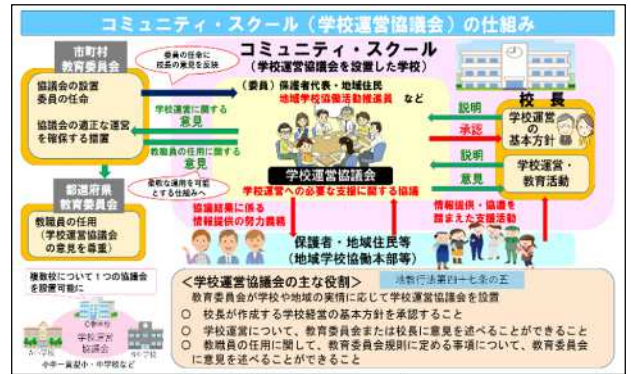 コミュニティ・スクール（学校運営協議会）の仕組み
市町村
教育委員会
委員の任命に
校長の意見を反映
コミュニティ・スクール
（学校運営協議会を設置した学校）
協議会の設置
委員の任命
協議会の適正な運営
を確保する措置
（委員）保護者代表・地域住民
地域学校協働活動推進員 など
学校運営に関する
意見
教職員の任用に関する
意見
柔軟な運用を可能
とする仕組みへ
説明
承認
説明
意見
校 長
学校運営
の
基本方針
学校運営・
教育活動
学校運営協議会
学校運営への必要な支援に関する協議
都道府県
教育委員会
教職員の任用
（学校運営協議会
の意見を尊重）
協議結果に係る
情報提供の努力義務
情報提供・協議を
踏まえた支援活動
保護者・地域住民等
（地域学校協働本部等）
複数校について１つの協議会
を設置可能に
学校運営
協議会
小中一貫型小・中学校など
＜学校運営協議会の主な役割＞
地教行法第四十七条の五
教育委員会が学校や地域の実情に応じて学校運営協議会を設置
○ 校長が作成する学校経営の基本方針を承認すること
○ 学校運営について、教育委員会または校長に意見を述べることができること
○ 教職員の任用に関して、教育委員会規則に定める事項について、教育委員会
に意見を述べることができること